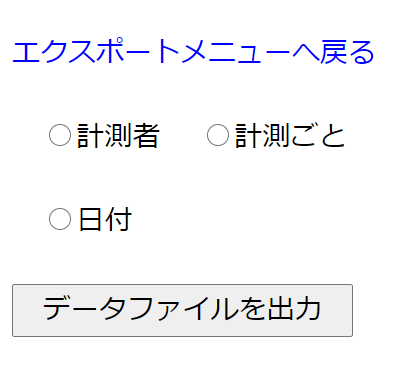 エクスポートメニューへ戻る
計測者 計測ごと
日付
データファイルを出力